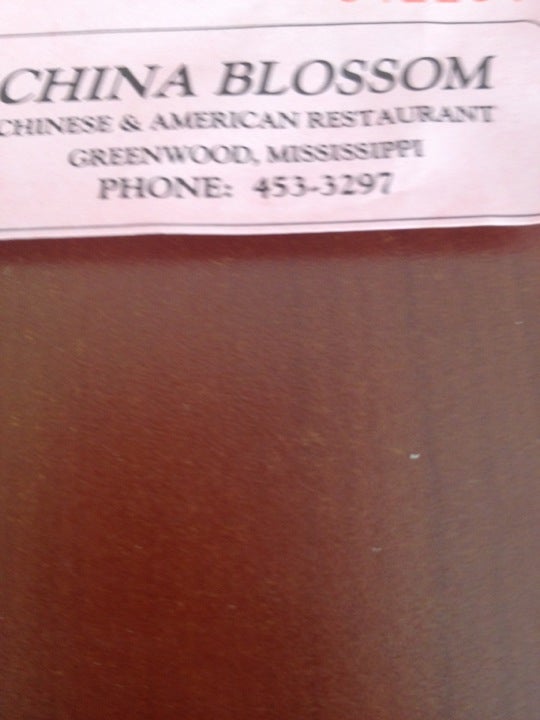 CHINA BLOSSOM
CHINESE & AMERICAN RESTAURANT
GREENWOOD, MISSISSIPPI
PHONE: 453-3297